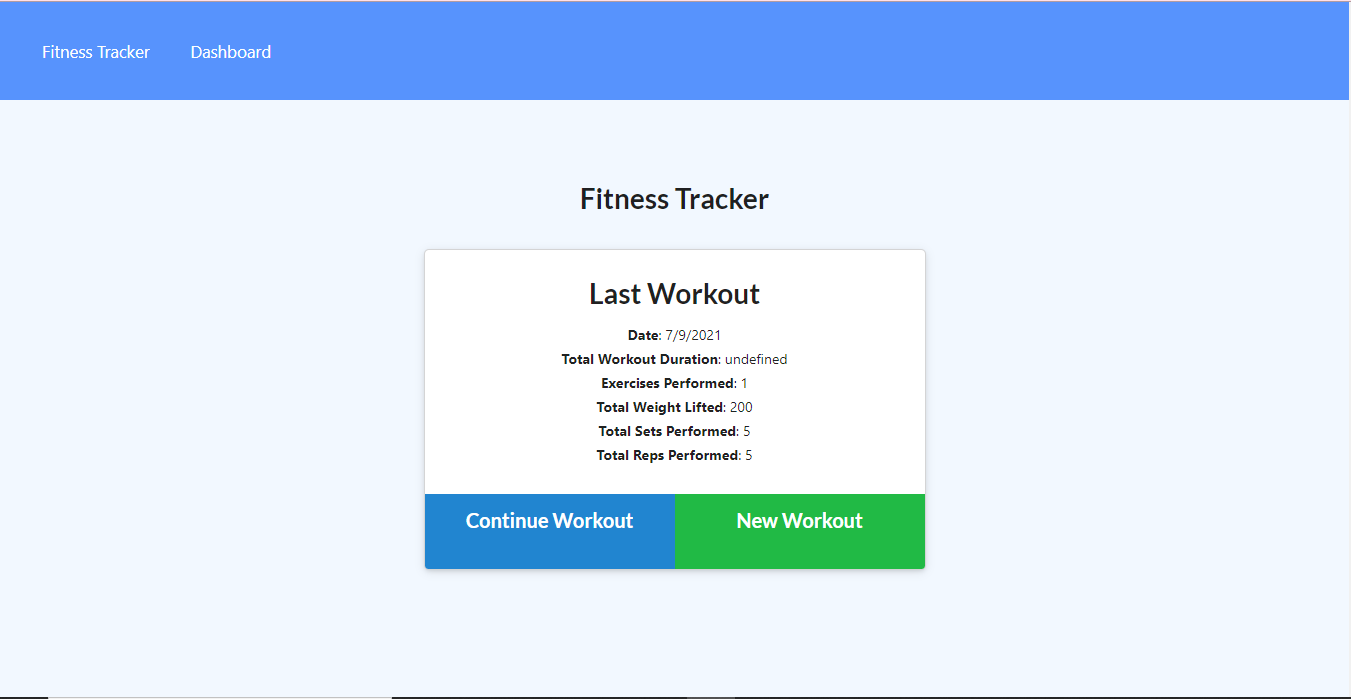 Fitness Tracker Dashboard
Fitness Tracker
Last Workout
Date: 7/9/2021
Total Workout Duration: undefined
Exercises Performed: 1
Total Weight Lifted: 200
Total Sets Performed: 5
Total Reps Performed: 5
Continue Workout New Workout